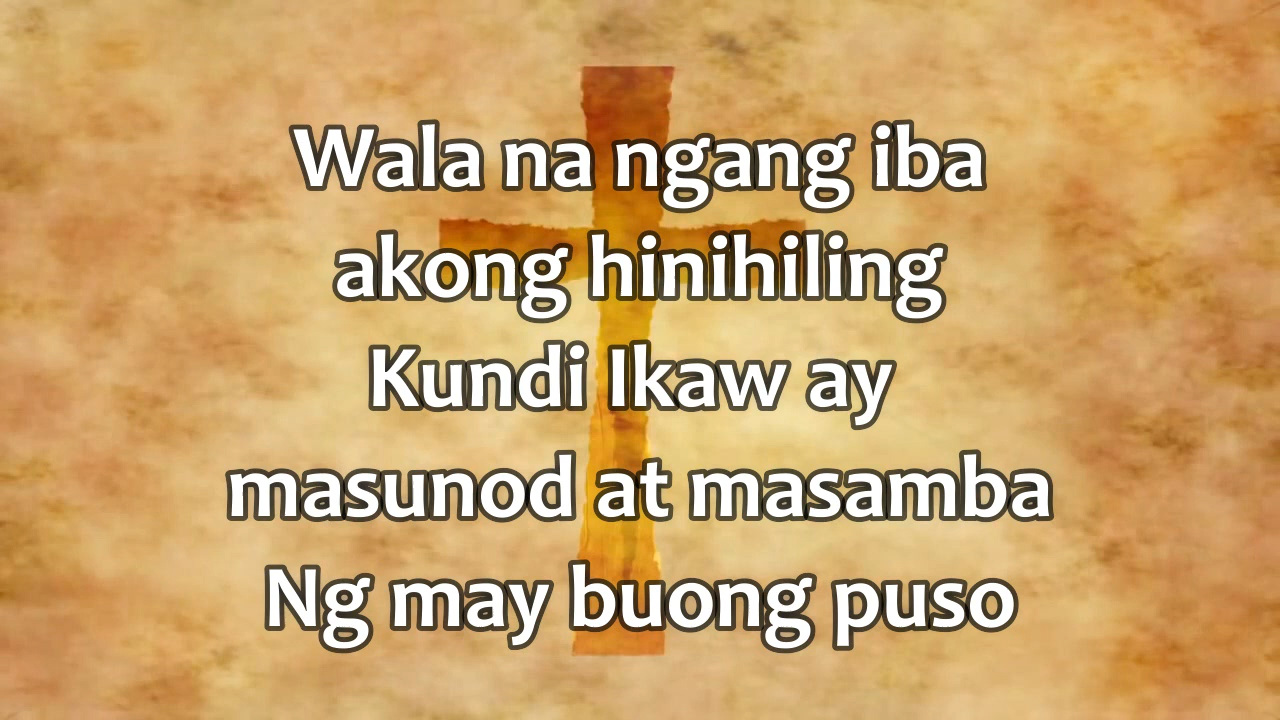 Wala na ngang iba
akong hinihiling
Kundi Ikaw ay
masunod at masamba
Ng may buong puso